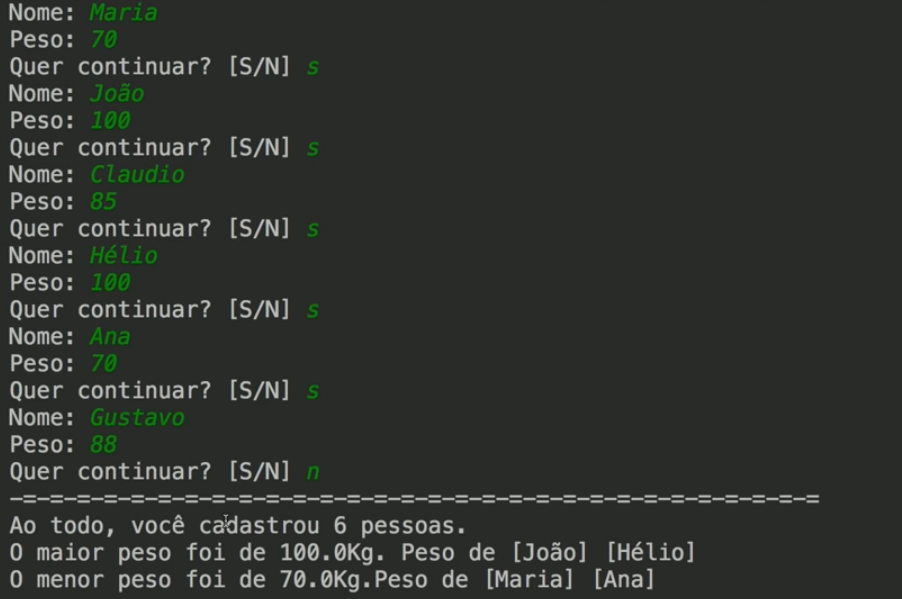 Nome: Maria
Peso: 70
Quer continuar? [S/N] s
Nome: João
Peso: 100
Quer continuar? [S/N] s
Nome: Claudio
Peso: 85
Quer continuar? [S/N] s
Nome: Hélio
Peso: 100
Quer continuar? [S/N] s
Nome: Ana
Peso: 70
Quer continuar? [S/N] s
Nome: Gustavo
Peso: 88
Quer continuar? [S/N] n
-=-=-=-=-=-=-=-=-=-=-=-=-=-=-=-=-=-=-=-=-=-=-=-=-=-=-=-=-=-=
Ao todo, você cadastrou 6 pessoas.
O maior peso foi de 100.0Kg. Peso de [João] [Hélio]
O menor peso foi de 70.0Kg.Peso de [Maria] [Ana]